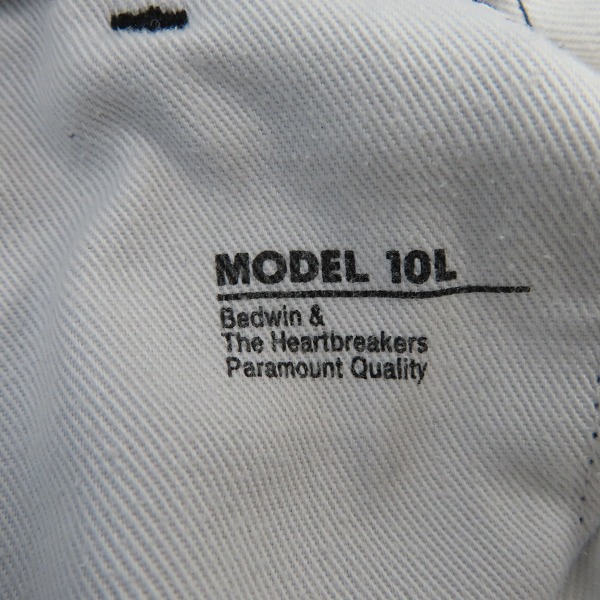 MODEL 10L
Bedwin &
The Heartbreakers
Paramount Quality